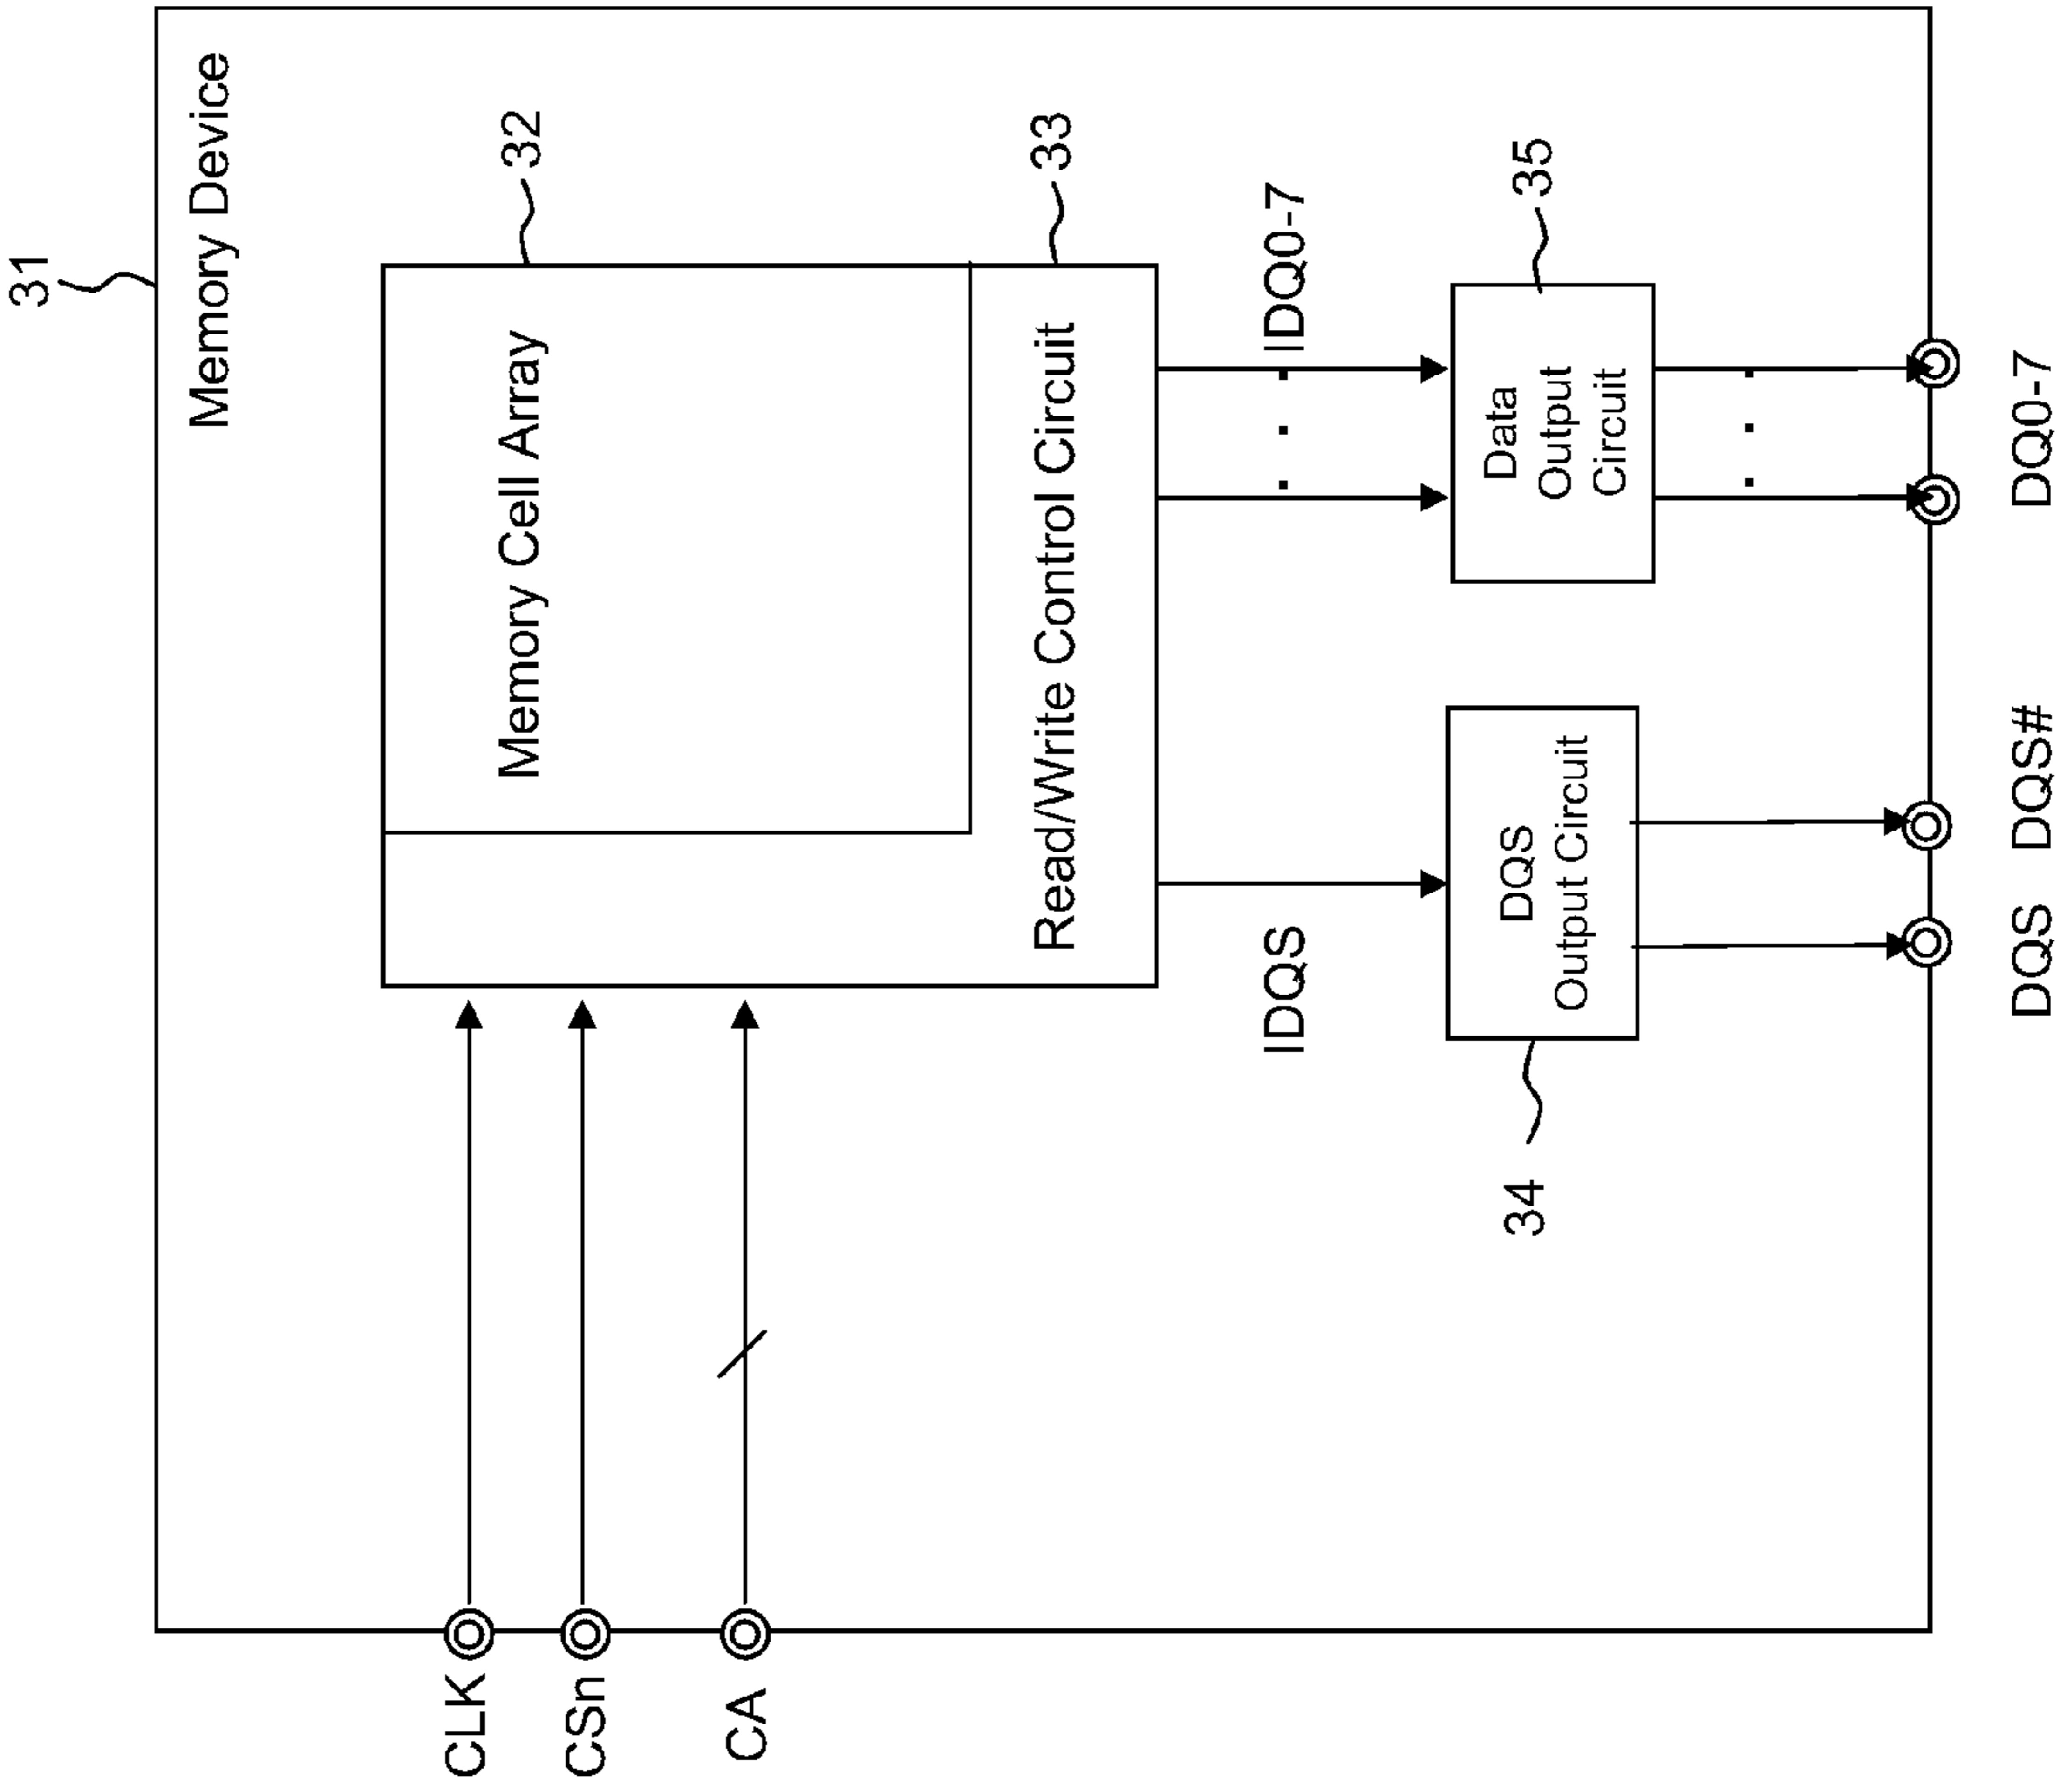 31
Memory Device
Memory Cell Array
32
Read/Write Control Circuit
33
CLK
CSn
CA
IDQS
IDQ0-7
DQS
Output Circuit
34
Data
Output
Circuit
35
DQS
DQS#
DQ0-7